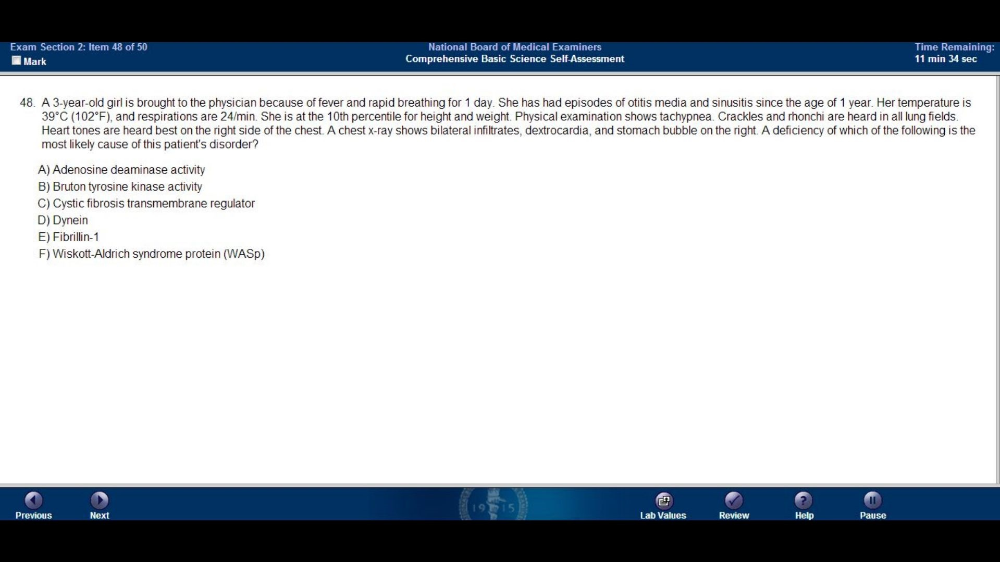 Exam Section 2: Item 48 of 50
National Board of Medical Examiners
Time Remaining:
Mark
Comprehensive Basic Science Self-Assessment
11 min 34 sec
48. A 3-year-old girl is brought to the physician because of fever and rapid breathing for 1 day. She has had episodes of otitis media and sinusitis since the age of 1 year. Her temperature is
39°C (102°F), and respirations are 24/min. She is at the 10th percentile for height and weight. Physical examination shows tachypnea. Crackles and rhonchi are heard in all lung fields.
Heart tones are heard best on the right side of the chest. A chest x-ray shows bilateral infiltrates, dextrocardia, and stomach bubble on the right. A deficiency of which of the following is the
most likely cause of this patient's disorder?
A) Adenosine deaminase activity
B) Bruton tyrosine kinase activity
C) Cystic fibrosis transmembrane regulator
D) Dynein
E) Fibrillin-1
F) Wiskott-Aldrich syndrome protein (WASp)
1915
Previous
Next
Lab Values
Review
Help
Pause